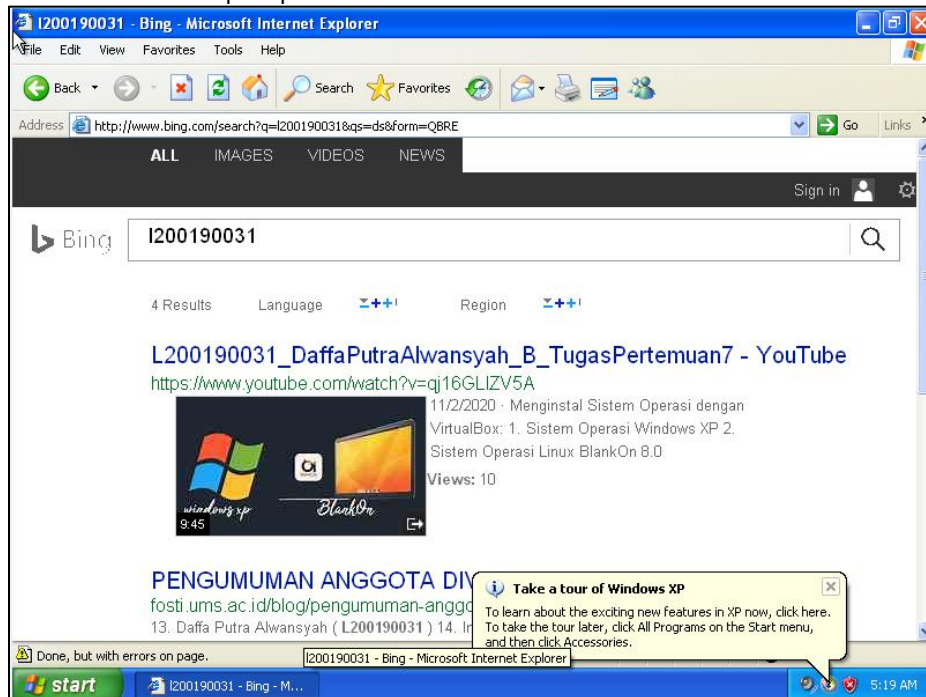 l200190031 - Bing - Microsoft Internet Explorer
File Edit View Favorites Tools Help
Back Search Favorites
Address http://www.bing.com/search?q=l200190031&qs=ds&form=QBRE Go Links
ALL IMAGES VIDEOS NEWS
Sign in
Bing l200190031
4 Results Language Region
L200190031_DaffaPutraAlwansyah_B_TugasPertemuan7 - YouTube
https://www.youtube.com/watch?v=qj16GLIZV5A
11/2/2020 · Menginstal Sistem Operasi dengan
VirtualBox: 1. Sistem Operasi Windows XP 2.
Sistem Operasi Linux BlankOn 8.0
Views: 10
windows xp BlankOn
9:45
PENGUMUMAN ANGGOTA DIV
fosti.ums.ac.id/blog/pengumuman-anggo
13. Daffa Putra Alwansyah ( L200190031 ) 14.
Take a tour of Windows XP
To learn about the exciting new features in XP now, click here.
To take the tour later, click All Programs on the Start menu,
and then click Accessories.
Done, but with errors on page.
l200190031 - Bing - Microsoft Internet Explorer
start l200190031 - Bing - M... 5:19 AM